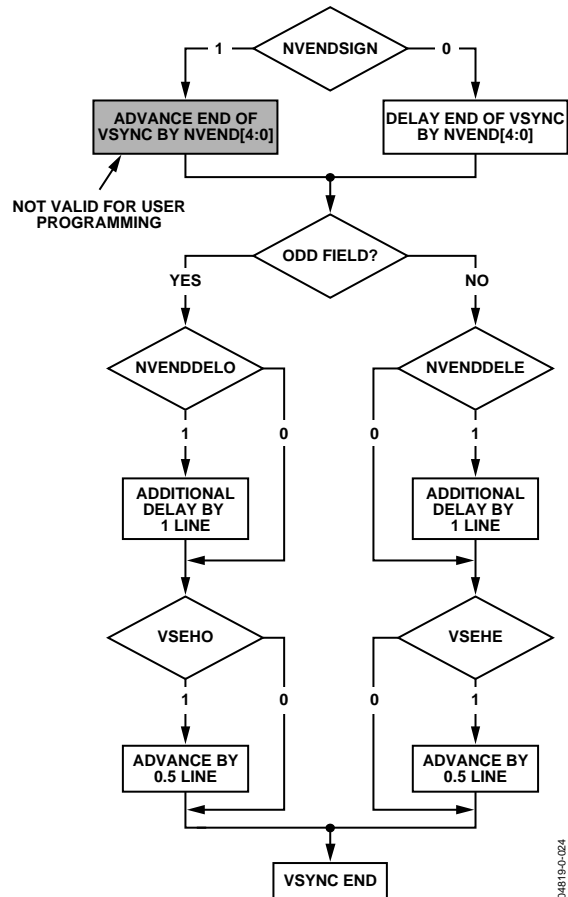 NVENDSIGN
1
0
ADVANCE END OF
VSYNC BY NVEND[4:0]
DELAY END OF VSYNC
BY NVEND[4:0]
NOT VALID FOR USER
PROGRAMMING
ODD FIELD?
YES
NO
NVENDDELO
NVENDDELE
1
0
0
1
ADDITIONAL
DELAY BY
1 LINE
ADDITIONAL
DELAY BY
1 LINE
VSEHO
VSEHE
1
0
0
1
ADVANCE BY
0.5 LINE
ADVANCE BY
0.5 LINE
VSYNC END
04819-0-024